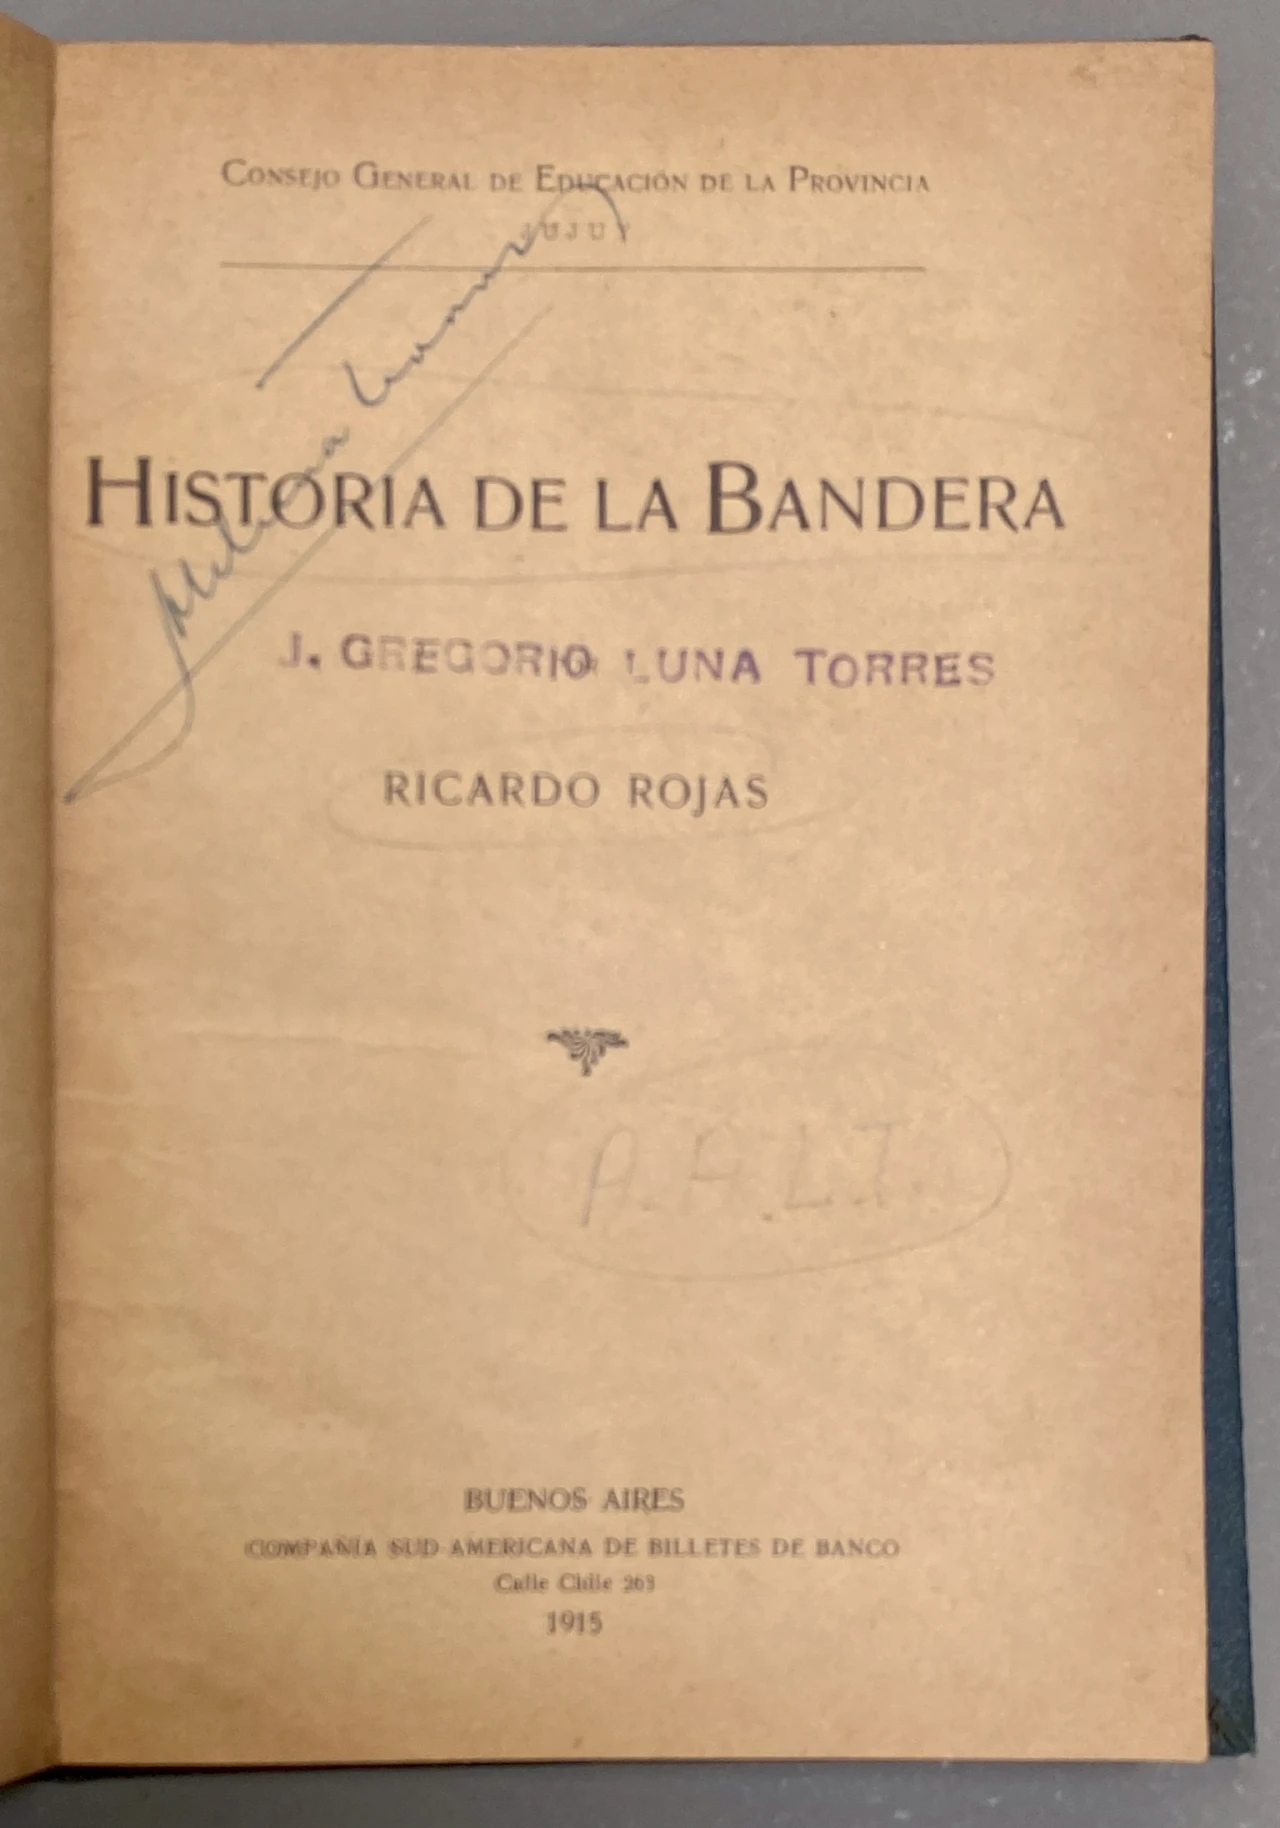 CONSEJO GENERAL DE EDUCACIÓN DE LA PROVINCIA
JUJUY
HISTORIA DE LA BANDERA
J. GREGORIO LUNA TORRES
RICARDO ROJAS
A.A.L.T.
BUENOS AIRES
COMPAÑIA SUD AMERICANA DE BILLETES DE BANCO
Calle Chile 263
1915